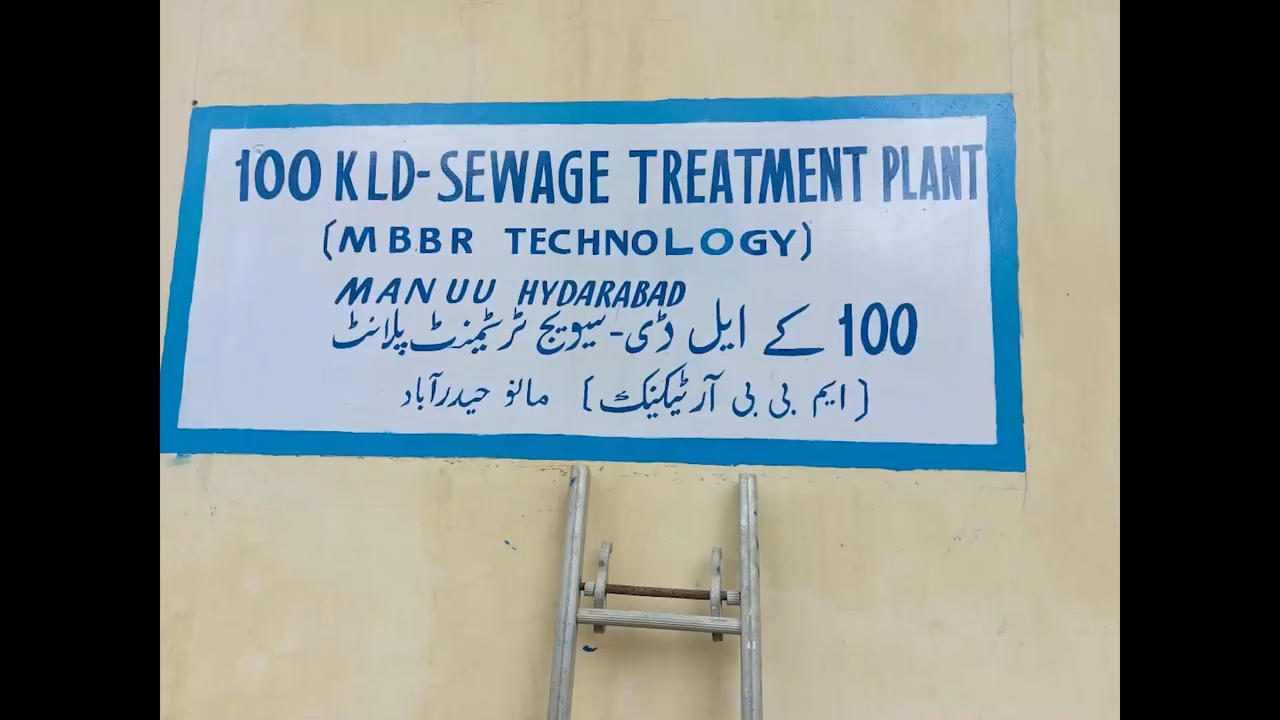 100 KLD-SEWAGE TREATMENT PLANT
(MBBR TECHNOLOGY)
MANUU HYDARABAD
100 کے ایل ڈی-سیویج ٹرٹمنٹ پلانٹ
(ایم بی بی آر ٹیکنیک) مانو حیدرآباد